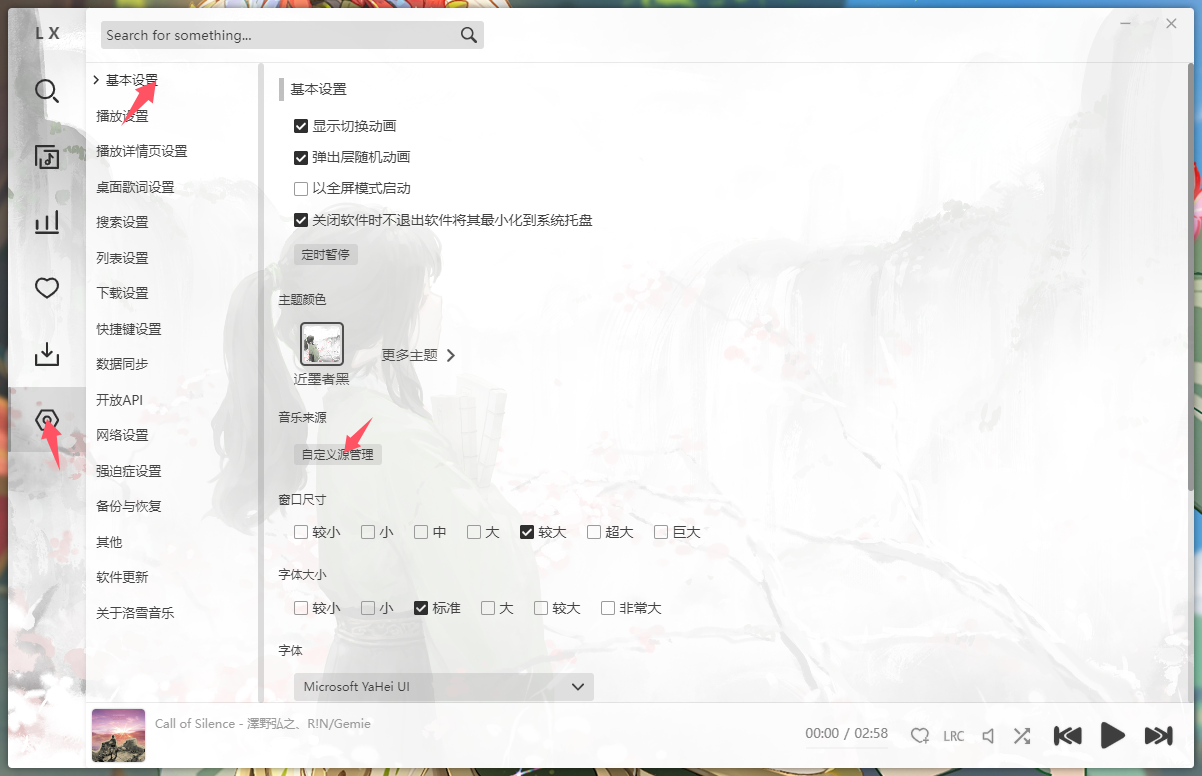 L X
Search for something...
基本设置
播放设置
播放详情页设置
桌面歌词设置
搜索设置
列表设置
下载设置
快捷键设置
数据同步
开放API
网络设置
强迫症设置
备份与恢复
其他
软件更新
关于洛雪音乐
基本设置
显示切换动画
弹出层随机动画
以全屏模式启动
关闭软件时不退出软件将其最小化到系统托盘
定时暂停
主题颜色
更多主题
近墨者黑
音乐来源
自定义源管理
窗口尺寸
较小 小 中 大 较大 超大 巨大
字体大小
较小 小 标准 大 较大 非常大
字体
Microsoft YaHei UI
Call of Silence - 澤野弘之、R!N/Gemie
00:00 / 02:58
LRC